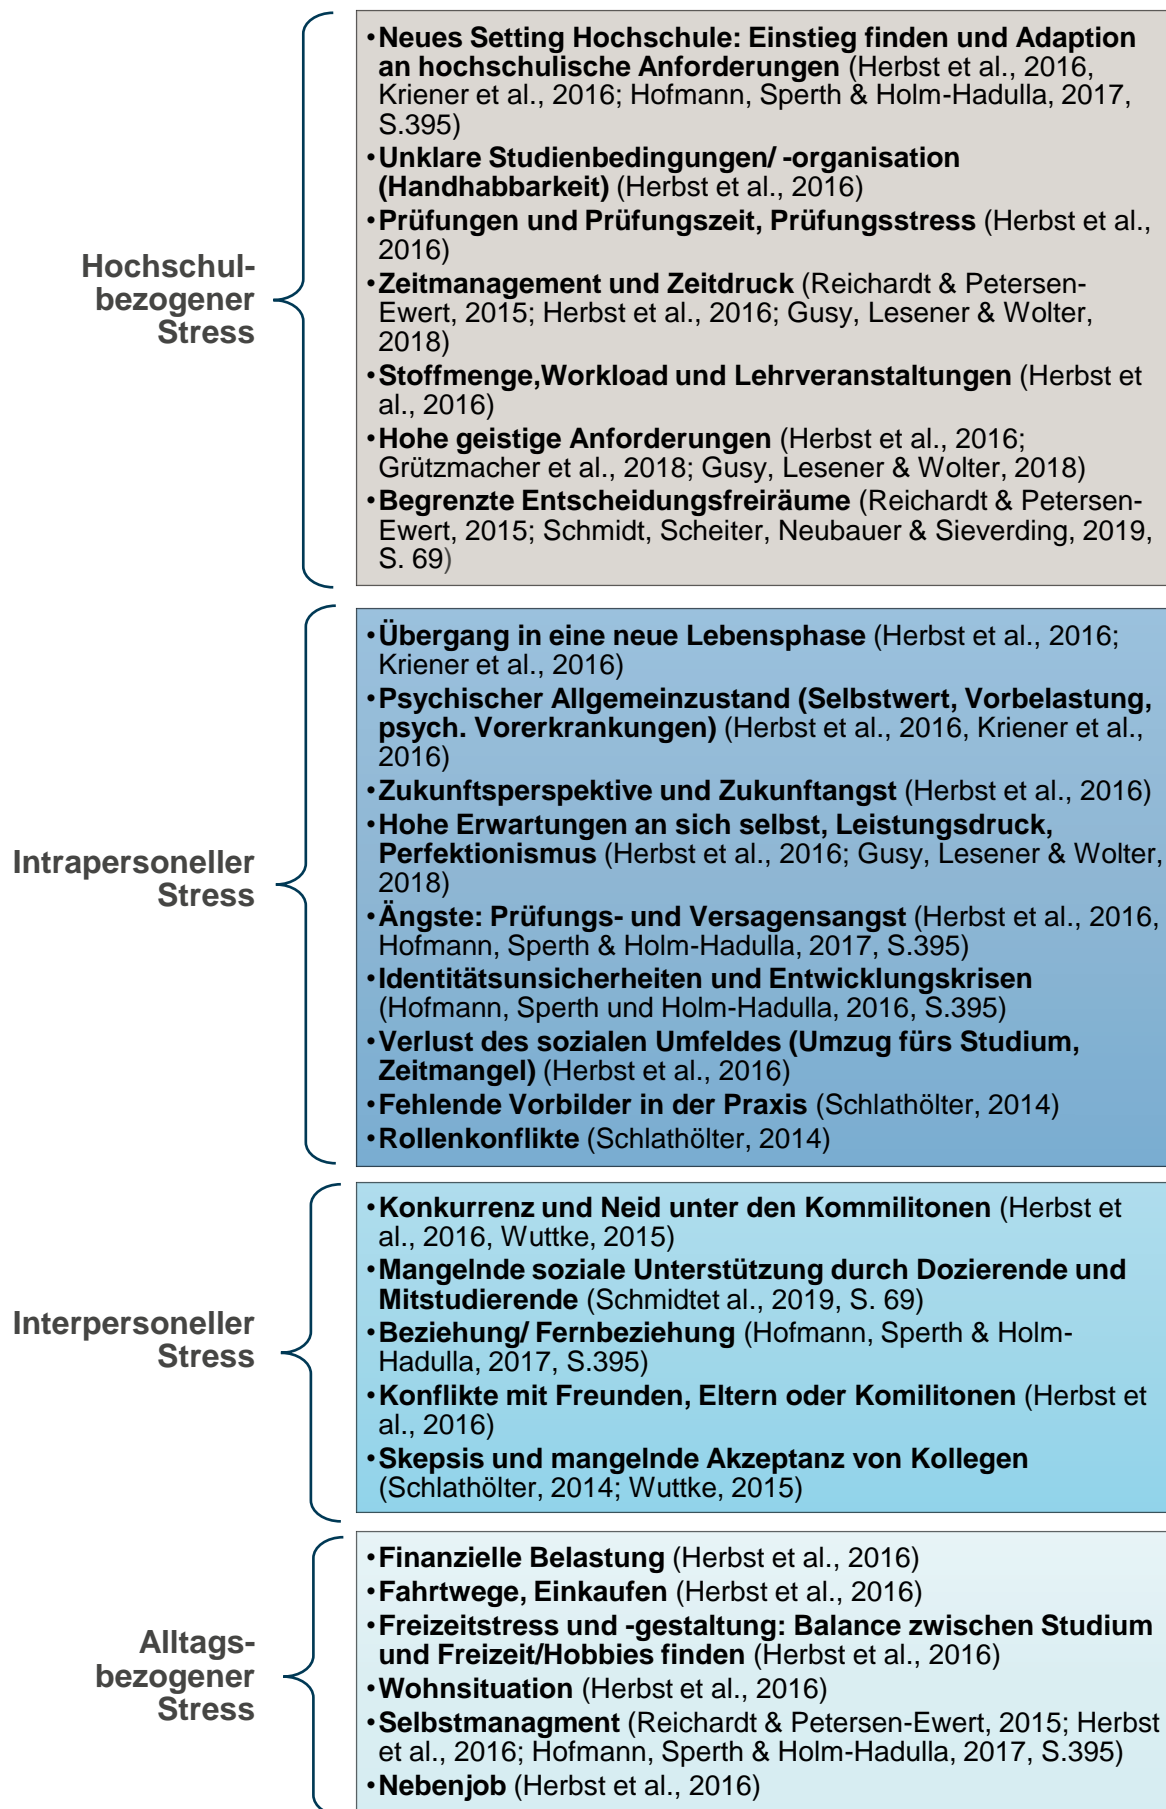 Hochschul-
bezogener
Stress
•Neues Setting Hochschule: Einstieg finden und Adaption
an hochschulische Anforderungen (Herbst et al., 2016,
Kriener et al., 2016; Hofmann, Sperth & Holm-Hadulla, 2017,
S.395)
•Unklare Studienbedingungen/ -organisation
(Handhabbarkeit) (Herbst et al., 2016)
•Prüfungen und Prüfungszeit, Prüfungsstress (Herbst et al.,
2016)
•Zeitmanagement und Zeitdruck (Reichardt & Petersen-
Ewert, 2015; Herbst et al., 2016; Gusy, Lesener & Wolter,
2018)
•Stoffmenge,Workload und Lehrveranstaltungen (Herbst et
al., 2016)
•Hohe geistige Anforderungen (Herbst et al., 2016;
Grützmacher et al., 2018; Gusy, Lesener & Wolter, 2018)
•Begrenzte Entscheidungsfreiräume (Reichardt & Petersen-
Ewert, 2015; Schmidt, Scheiter, Neubauer & Sieverding, 2019,
S. 69)
Intrapersoneller
Stress
•Übergang in eine neue Lebensphase (Herbst et al., 2016;
Kriener et al., 2016)
•Psychischer Allgemeinzustand (Selbstwert, Vorbelastung,
psych. Vorerkrankungen) (Herbst et al., 2016, Kriener et al.,
2016)
•Zukunftsperspektive und Zukunftangst (Herbst et al., 2016)
•Hohe Erwartungen an sich selbst, Leistungsdruck,
Perfektionismus (Herbst et al., 2016; Gusy, Lesener & Wolter,
2018)
•Ängste: Prüfungs- und Versagensangst (Herbst et al., 2016,
Hofmann, Sperth & Holm-Hadulla, 2017, S.395)
•Identitätsunsicherheiten und Entwicklungskrisen
(Hofmann, Sperth und Holm-Hadulla, 2016, S.395)
•Verlust des sozialen Umfeldes (Umzug fürs Studium,
Zeitmangel) (Herbst et al., 2016)
•Fehlende Vorbilder in der Praxis (Schlathölter, 2014)
•Rollenkonflikte (Schlathölter, 2014)
Interpersoneller
Stress
•Konkurrenz und Neid unter den Kommilitonen (Herbst et
al., 2016, Wuttke, 2015)
•Mangelnde soziale Unterstützung durch Dozierende und
Mitstudierende (Schmidtet al., 2019, S. 69)
•Beziehung/ Fernbeziehung (Hofmann, Sperth & Holm-
Hadulla, 2017, S.395)
•Konflikte mit Freunden, Eltern oder Komilitonen (Herbst et
al., 2016)
•Skepsis und mangelnde Akzeptanz von Kollegen
(Schlathölter, 2014; Wuttke, 2015)
Alltags-
bezogener
Stress
•Finanzielle Belastung (Herbst et al., 2016)
•Fahrtwege, Einkaufen (Herbst et al., 2016)
•Freizeitstress und -gestaltung: Balance zwischen Studium
und Freizeit/Hobbies finden (Herbst et al., 2016)
•Wohnsituation (Herbst et al., 2016)
•Selbstmanagment (Reichardt & Petersen-Ewert, 2015; Herbst
et al., 2016; Hofmann, Sperth & Holm-Hadulla, 2017, S.395)
•Nebenjob (Herbst et al., 2016)